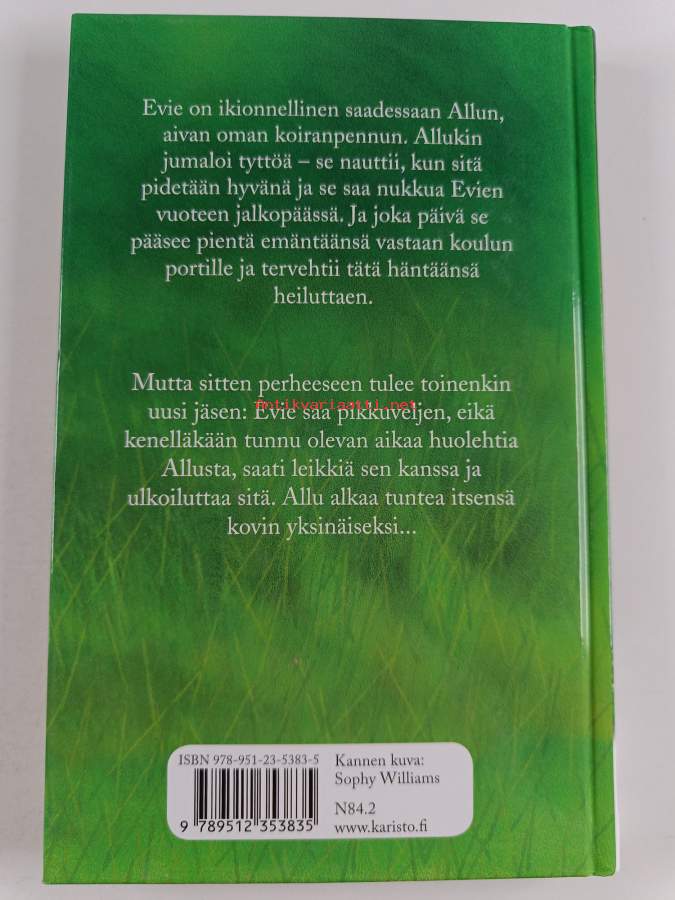 Evie on ikionnellinen saadessaan Allun,
aivan oman koiranpennun. Allukin
jumaloi tyttöä – se nauttii, kun sitä
pidetään hyvänä ja se saa nukkua Evien
vuoteen jalkopäässä. Ja joka päivä se
pääsee pientä emäntäänsä vastaan koulun
portille ja tervehtii tätä häntäänsä
heiluttaen.
Mutta sitten perheeseen tulee toinenkin
uusi jäsen: Evie saa pikkuveljen, eikä
antikvariaatti.net
kenelläkään tunnu olevan aikaa huolehtia
Allusta, saati leikkiä sen kanssa ja
ulkoiluttaa sitä. Allu alkaa tuntea itsensä
kovin yksinäiseksi...
ISBN 978-951-23-5383-5
9 789512 353835
Kannen kuva:
Sophy Williams
N84.2
www.karisto.fi